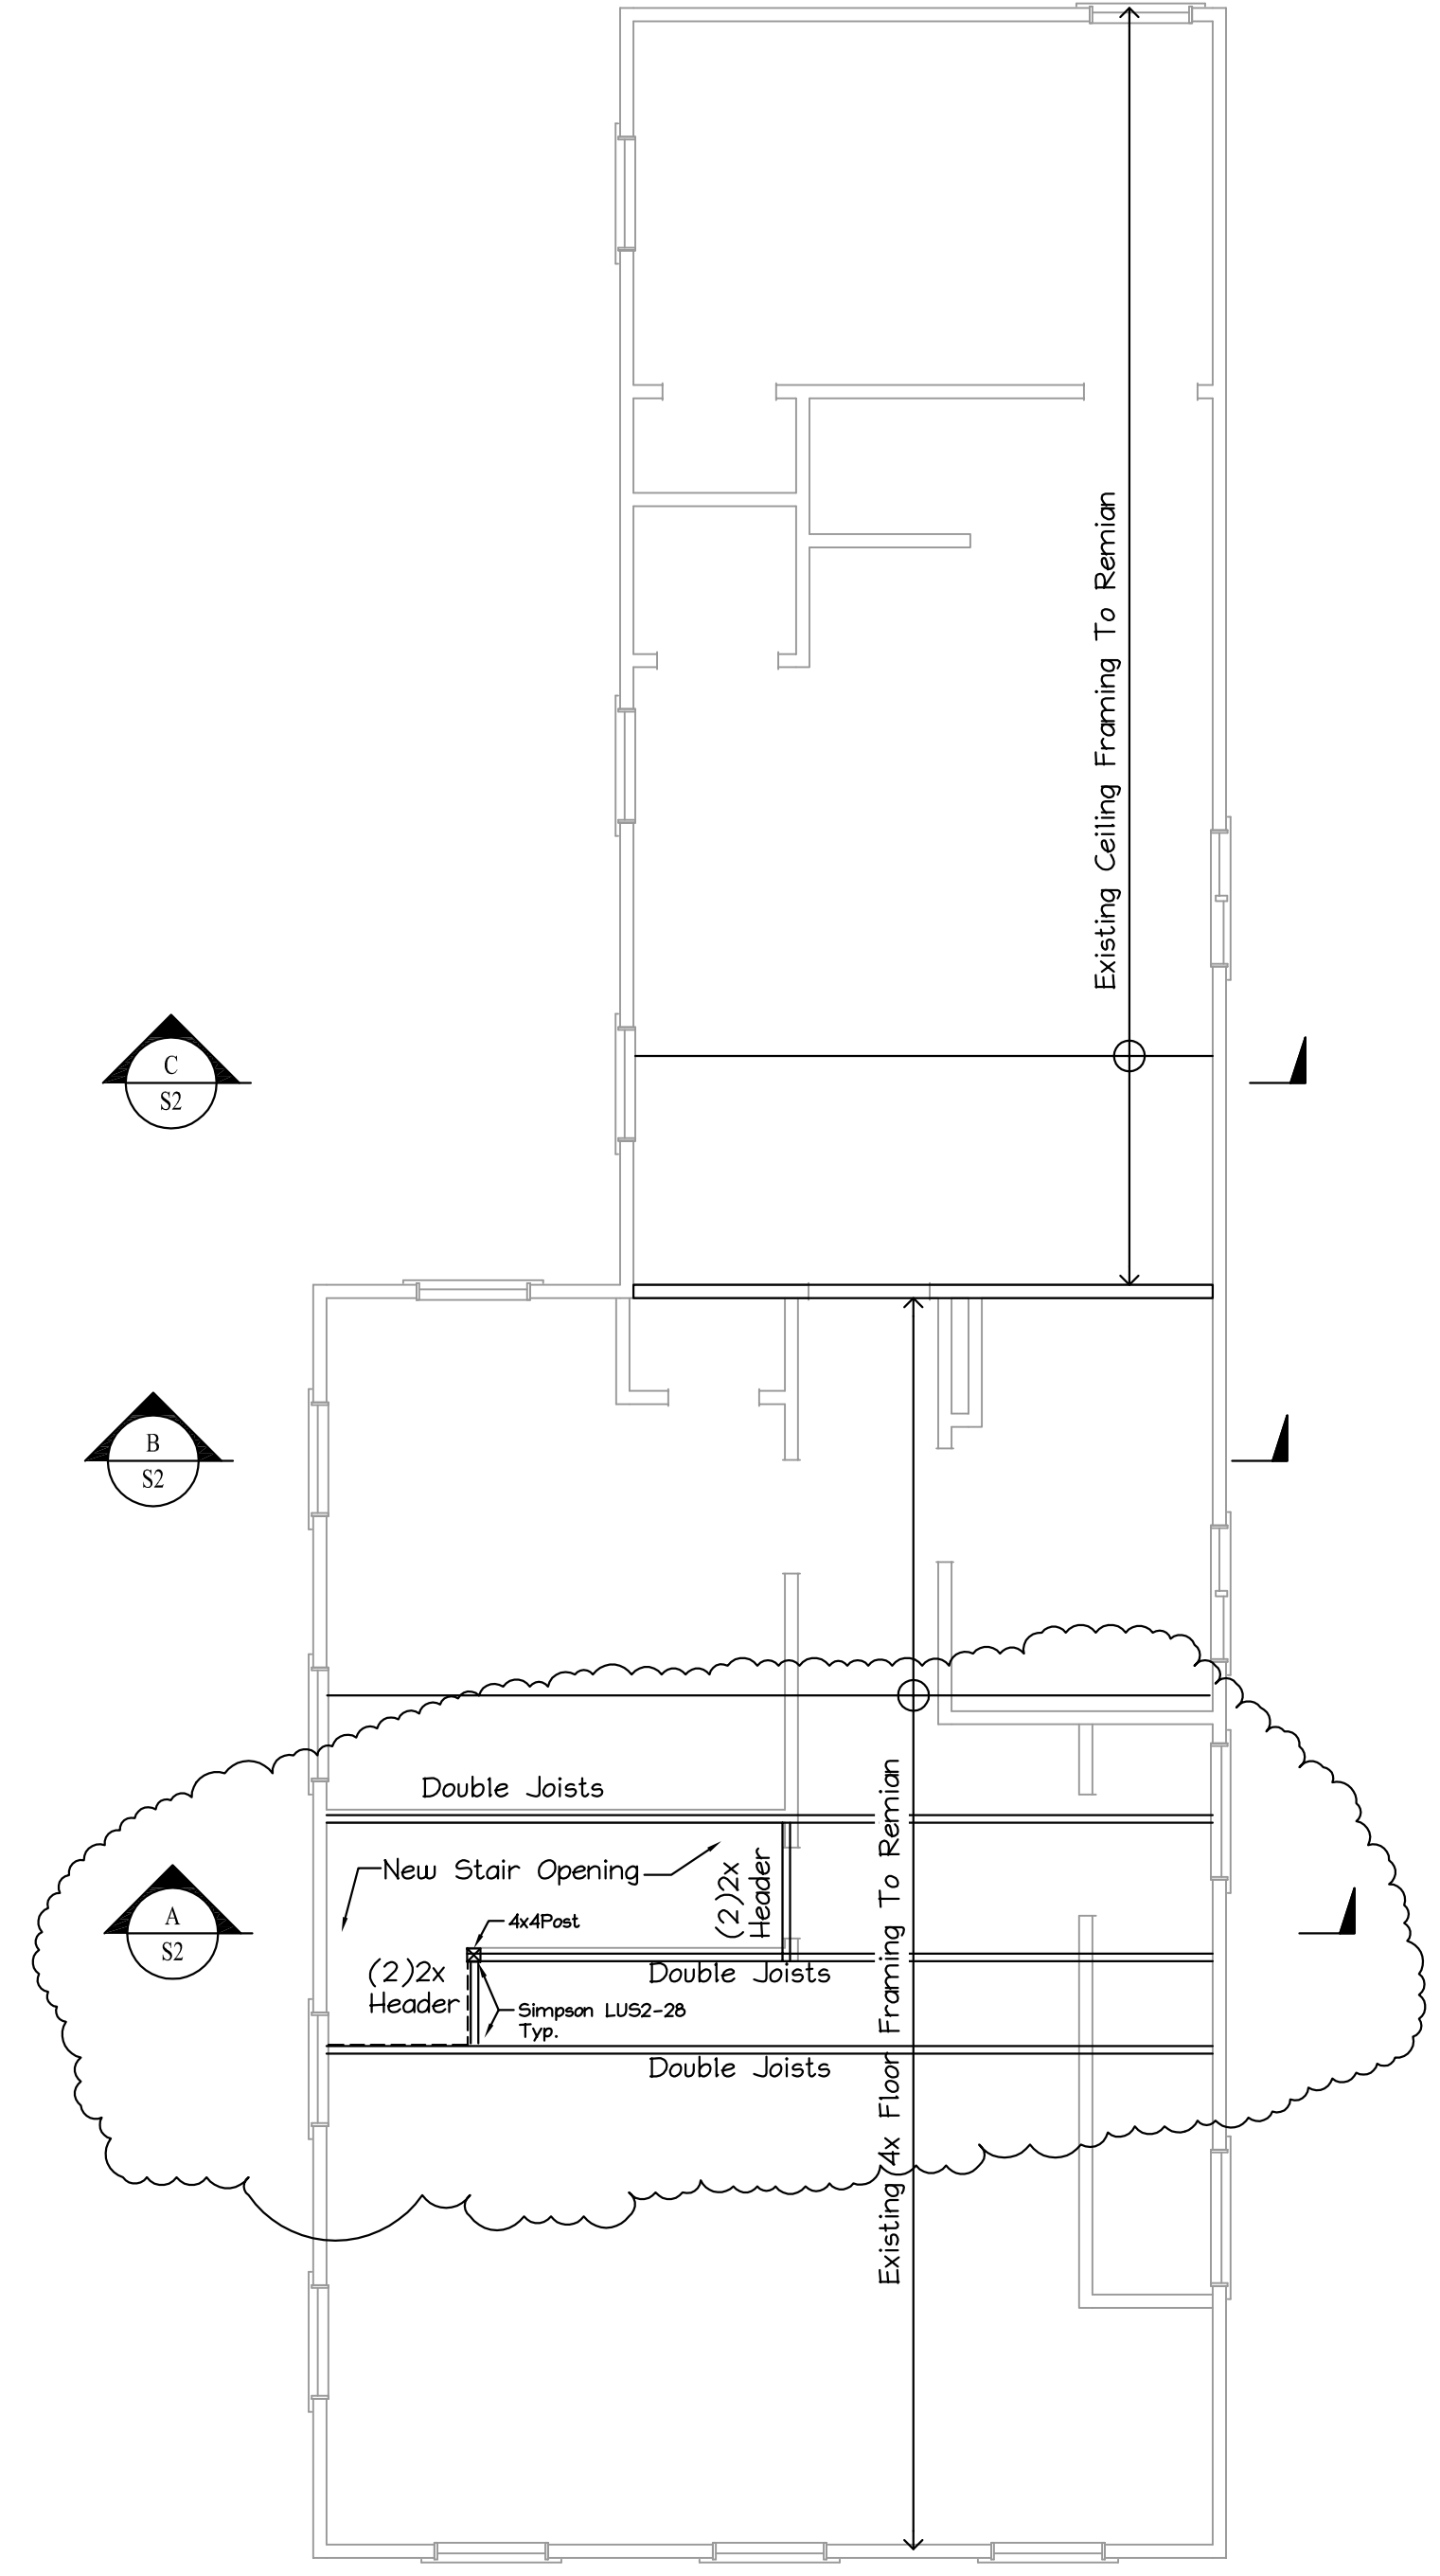 Existing Ceiling Framing To Remian
C
S2
B
S2
Double Joists
New Stair Opening
(2)2x
Header
A
S2
4x4Post
(2)2x
Header
Double Joists
Simpson LUS2-28
Typ.
Double Joists
Existing 4x Floor Framing To Remian